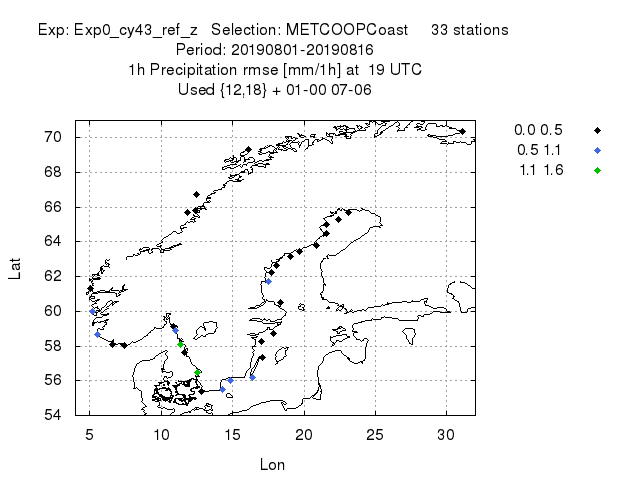 Exp: Exp0_cy43_ref_z Selection: METCOOPCoast 33 stations
Period: 20190801-20190816
1h Precipitation rmse [mm/1h] at 19 UTC
Used {12,18} + 01-00 07-06
0.0 0.5
0.5 1.1
1.1 1.6
70
68
66
64
62
60
58
56
54
Lat
5 10 15 20 25 30
Lon